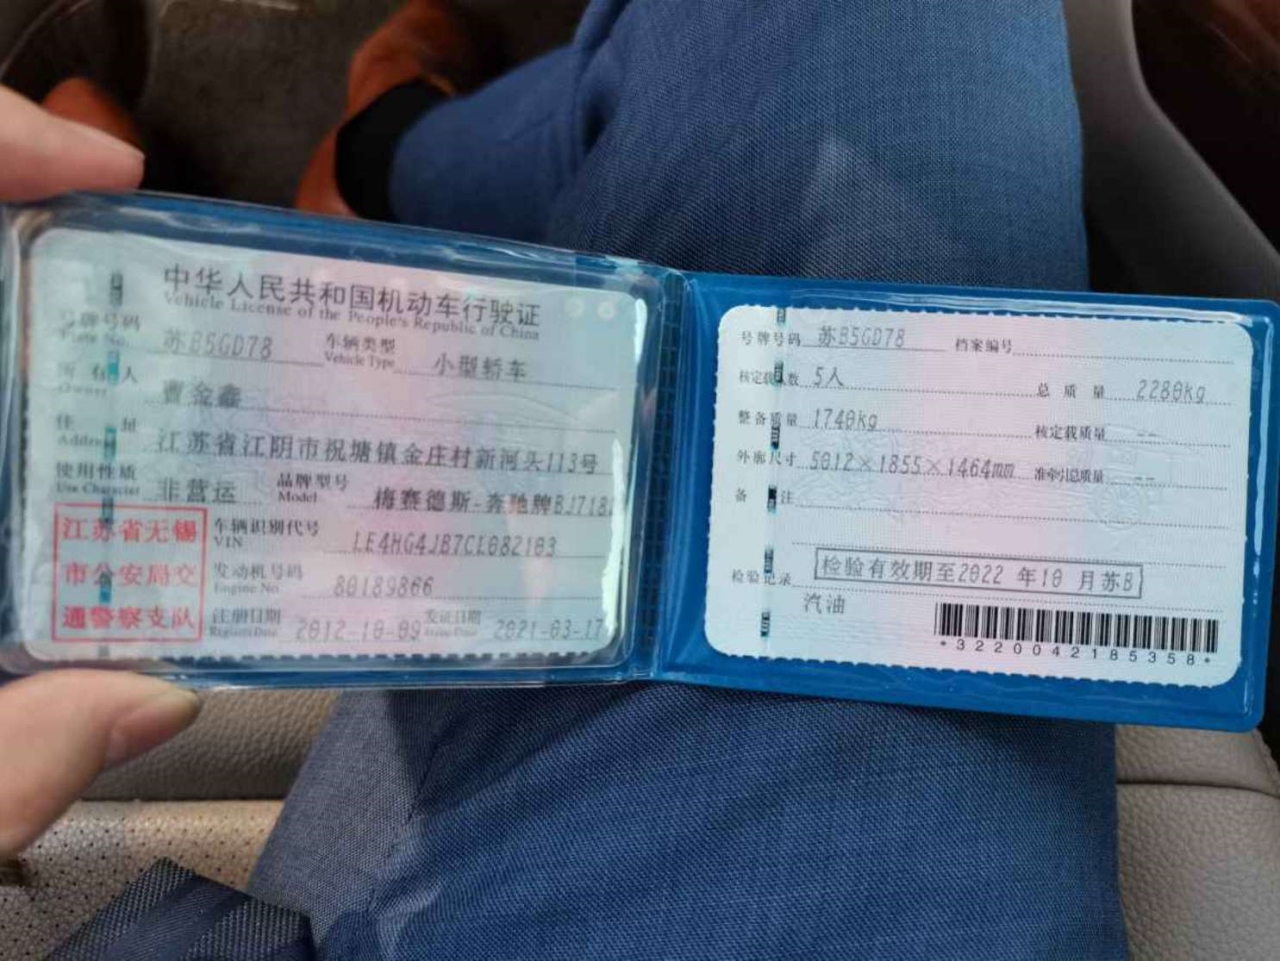 中华人民共和国机动车行驶证
Vehicle License of the People's Republic of China
号牌号码 苏B5GD78 车辆类型 小型轿车
Plate No. Vehicle Type
所有人 曹金鑫
Owner
住址 江苏省江阴市祝塘镇金庄村新河头113号
Address
使用性质 非营运 品牌型号 梅赛德斯-奔驰牌BJ7182
Use Character Model
江苏省无锡
市公安局交
通警察支队
车辆识别代号 LE4HG4JB7CL082103
VIN
发动机号码 80189866
Engine No.
注册日期 2012-10-09 发证日期 2021-03-17
Register Date Issue Date
号牌号码 苏B5GD78 档案编号
核定载人数 5人 总质量 2280kg
整备质量 1740kg 核定载质量 --
外廓尺寸 5012×1855×1464mm 准牵引总质量 --
备注
检验记录 检验有效期至2022年10月苏B
汽油
*3220042185358*